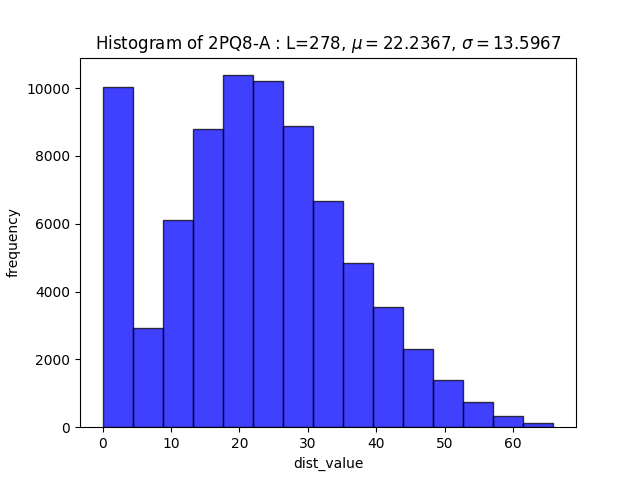 Histogram of 2PQ8-A : L=278, μ = 22.2367, σ = 13.5967
10000
8000
6000
4000
2000
0
frequency
0 10 20 30 40 50 60
dist_value